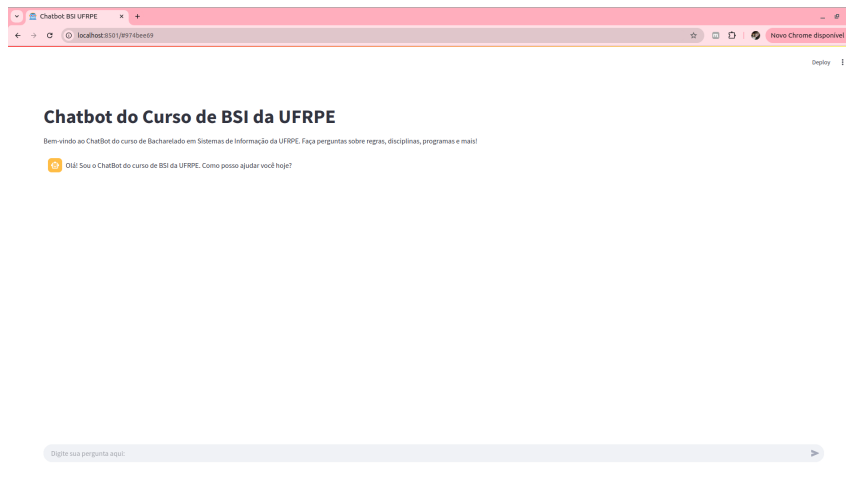 Chatbot BSI UFRPE
localhost:8501/#974bee69
Novo Chrome disponível
Deploy
Chatbot do Curso de BSI da UFRPE
Bem-vindo ao ChatBot do curso de Bacharelado em Sistemas de Informação da UFRPE. Faça perguntas sobre regras, disciplinas, programas e mais!
Olá! Sou o ChatBot do curso de BSI da UFRPE. Como posso ajudar você hoje?
Digite sua pergunta aqui: